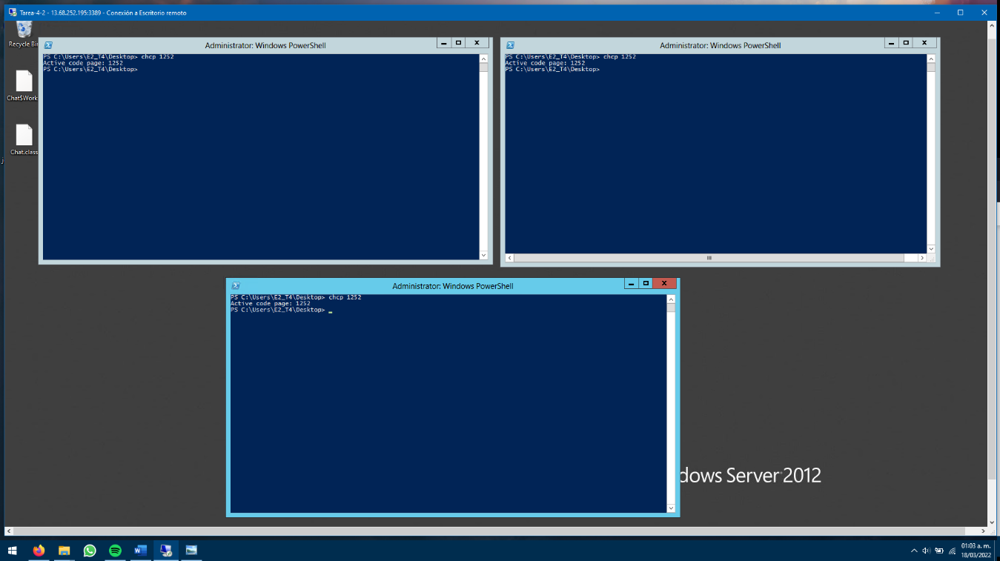 Tarea-4-2 - 13.68.252.195:3389 - Conexión a Escritorio remoto
Recycle Bi
Chat$Work
Chat.class
Administrator: Windows PowerShell
PS C:\Users\E2_T4\Desktop> chcp 1252
Active code page: 1252
PS C:\Users\E2_T4\Desktop>
Administrator: Windows PowerShell
PS C:\Users\E2_T4\Desktop> chcp 1252
Active code page: 1252
PS C:\Users\E2_T4\Desktop>
Administrator: Windows PowerShell
PS C:\Users\E2_T4\Desktop> chcp 1252
Active code page: 1252
PS C:\Users\E2_T4\Desktop>
dows Server 2012
01:03 a. m.
18/03/2022